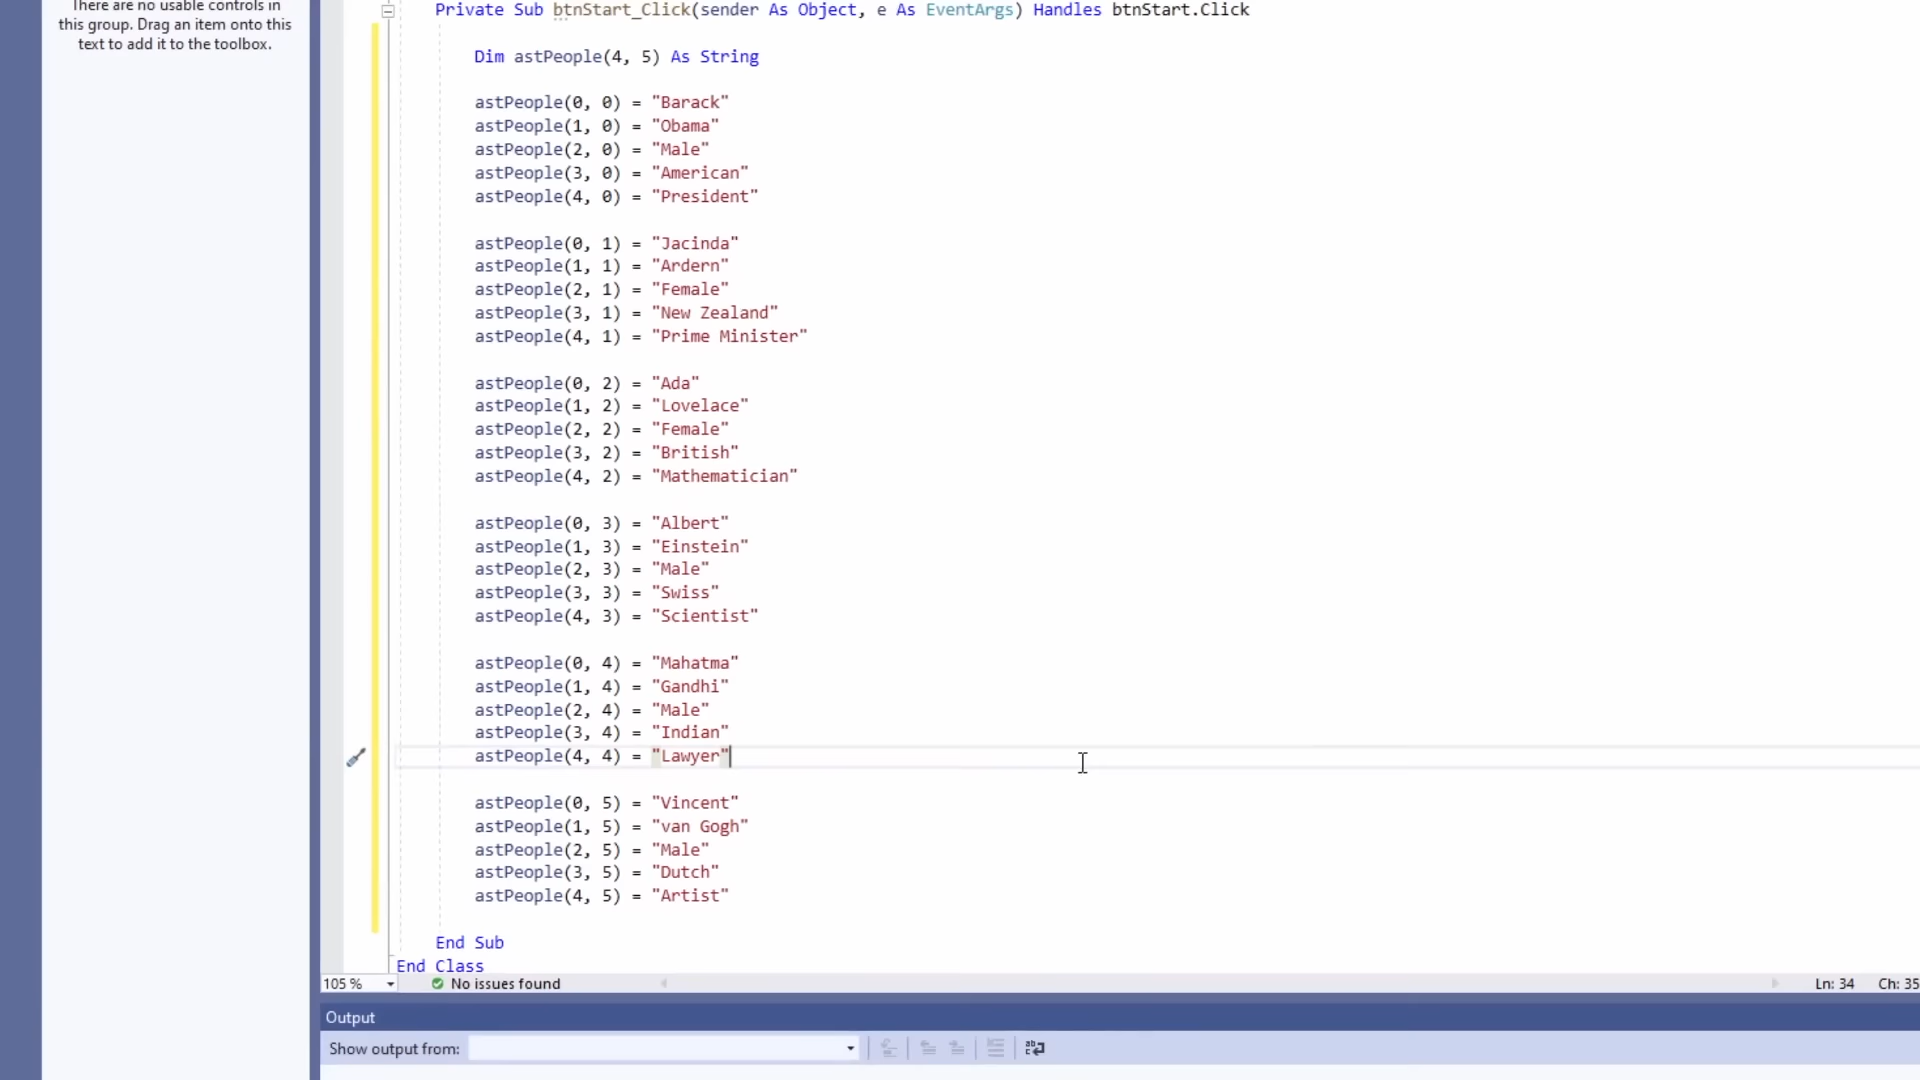 There are no usable controls in
this group. Drag an item onto this
text to add it to the toolbox.
Private Sub btnStart_Click(sender As Object, e As EventArgs) Handles btnStart.Click
Dim astPeople(4, 5) As String
astPeople(0, 0) = "Barack"
astPeople(1, 0) = "Obama"
astPeople(2, 0) = "Male"
astPeople(3, 0) = "American"
astPeople(4, 0) = "President"
astPeople(0, 1) = "Jacinda"
astPeople(1, 1) = "Ardern"
astPeople(2, 1) = "Female"
astPeople(3, 1) = "New Zealand"
astPeople(4, 1) = "Prime Minister"
astPeople(0, 2) = "Ada"
astPeople(1, 2) = "Lovelace"
astPeople(2, 2) = "Female"
astPeople(3, 2) = "British"
astPeople(4, 2) = "Mathematician"
astPeople(0, 3) = "Albert"
astPeople(1, 3) = "Einstein"
astPeople(2, 3) = "Male"
astPeople(3, 3) = "Swiss"
astPeople(4, 3) = "Scientist"
astPeople(0, 4) = "Mahatma"
astPeople(1, 4) = "Gandhi"
astPeople(2, 4) = "Male"
astPeople(3, 4) = "Indian"
astPeople(4, 4) = "Lawyer"
astPeople(0, 5) = "Vincent"
astPeople(1, 5) = "van Gogh"
astPeople(2, 5) = "Male"
astPeople(3, 5) = "Dutch"
astPeople(4, 5) = "Artist"
End Sub
End Class
105 % No issues found Ln: 34 Ch: 35
Output
Show output from: